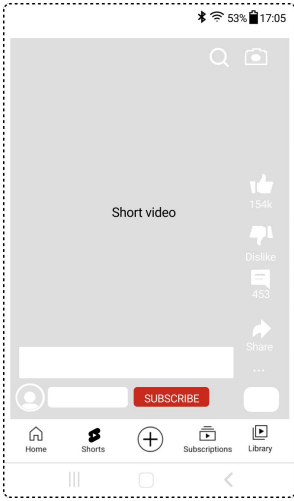 53% 17:05
Short video
154k
Dislike
453
Share
...
SUBSCRIBE
Home Shorts Subscriptions Library